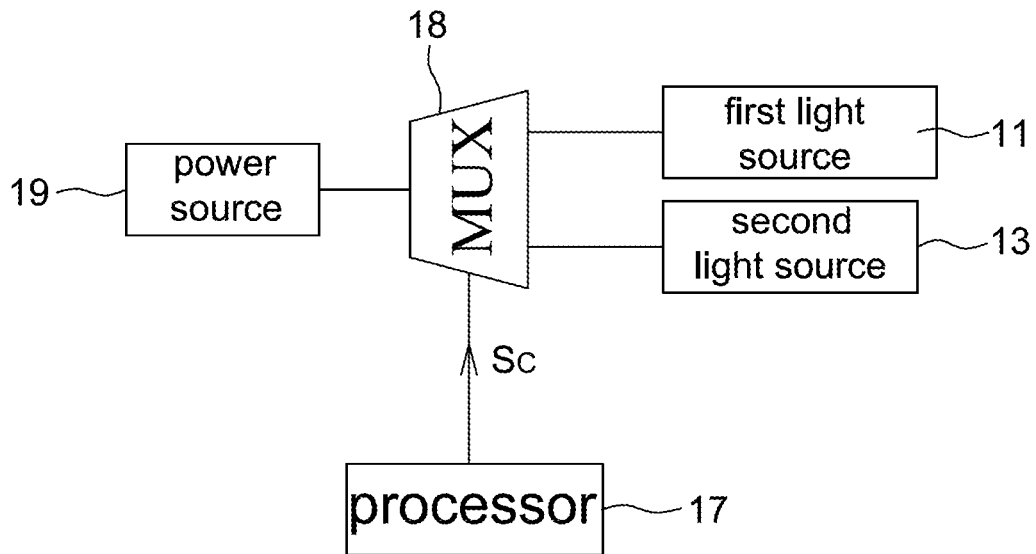 18
first light
source
11
power
source
19
MUX
second
light source
13
Sc
processor
17